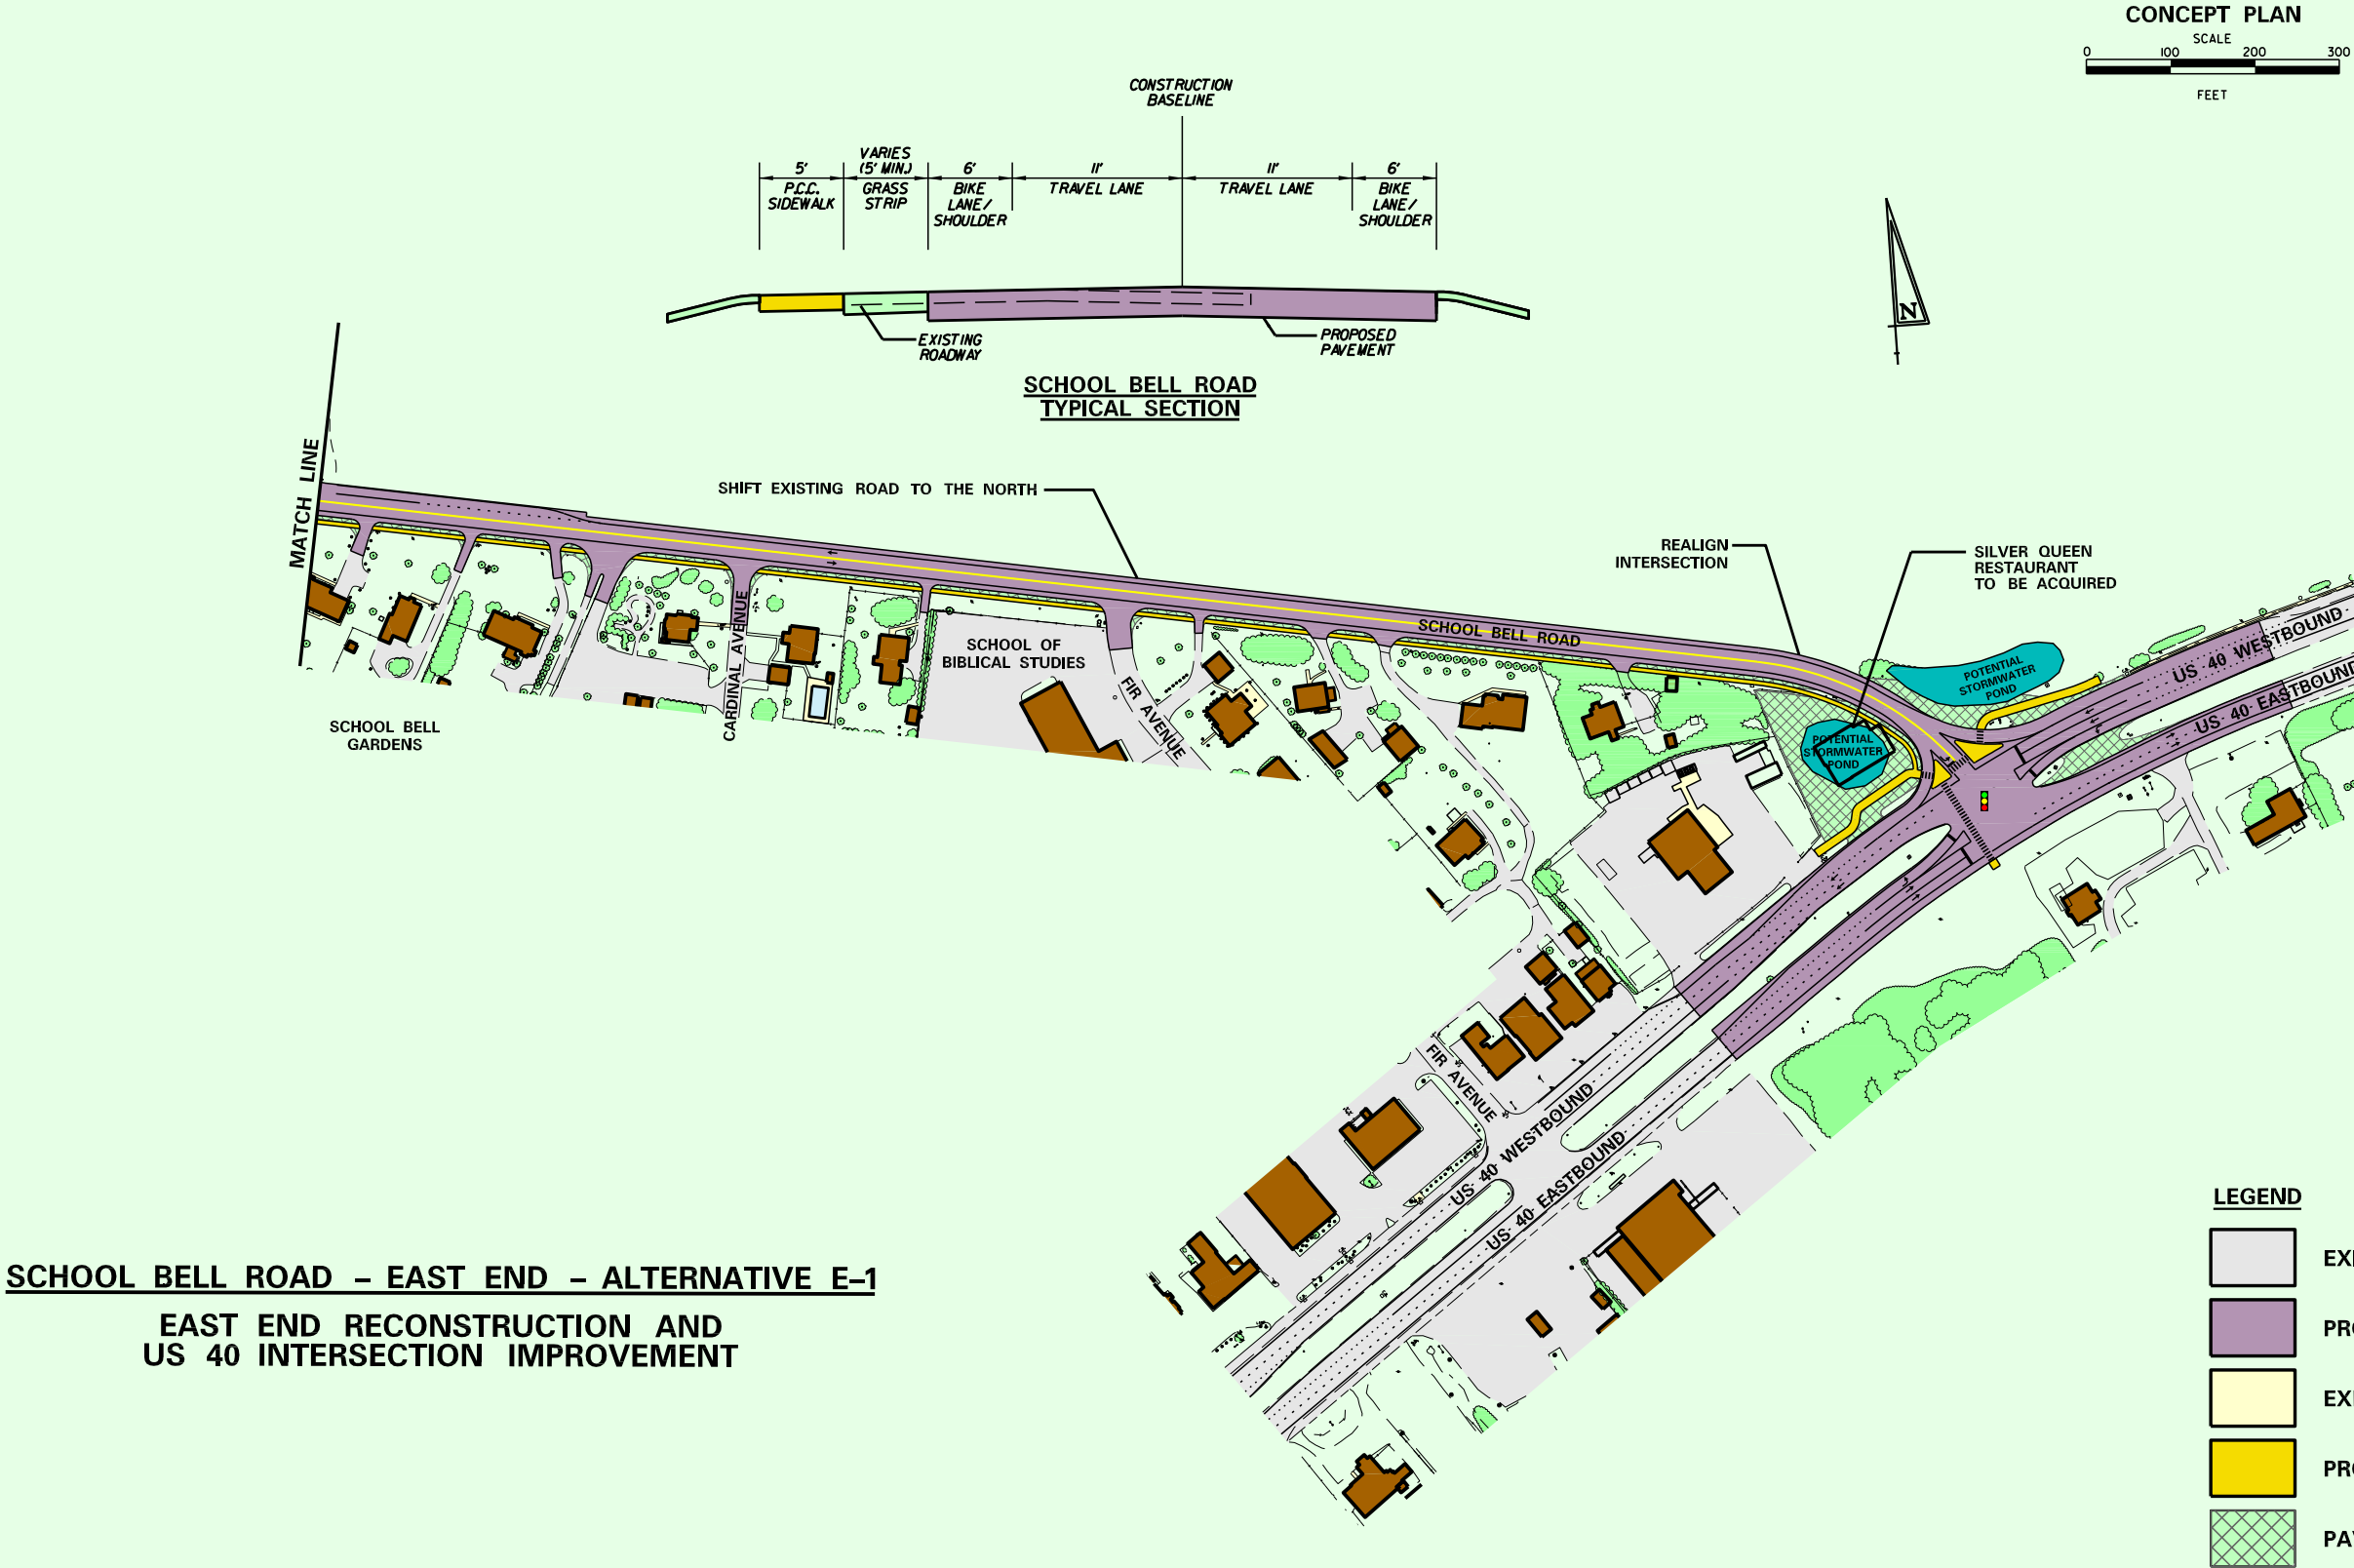 CONCEPT PLAN
SCALE
0 100 200 300
FEET
CONSTRUCTION
BASELINE
5'
P.C.C.
SIDEWALK
VARIES
(5' MIN.)
GRASS
STRIP
6'
BIKE
LANE/
SHOULDER
11'
TRAVEL LANE
11'
TRAVEL LANE
6'
BIKE
LANE/
SHOULDER
EXISTING
ROADWAY
PROPOSED
PAVEMENT
SCHOOL BELL ROAD
TYPICAL SECTION
N
MATCH LINE
SHIFT EXISTING ROAD TO THE NORTH
REALIGN
INTERSECTION
SILVER QUEEN
RESTAURANT
TO BE ACQUIRED
SCHOOL BELL ROAD
SCHOOL OF
BIBLICAL STUDIES
CARDINAL AVENUE
FIR AVENUE
SCHOOL BELL
GARDENS
POTENTIAL
STORMWATER
POND
POTENTIAL
STORMWATER
POND
US 40 WESTBOUND
US 40 EASTBOUND
FIR AVENUE
US 40 WESTBOUND
US 40 EASTBOUND
SCHOOL BELL ROAD – EAST END – ALTERNATIVE E–1
EAST END RECONSTRUCTION AND
US 40 INTERSECTION IMPROVEMENT
LEGEND